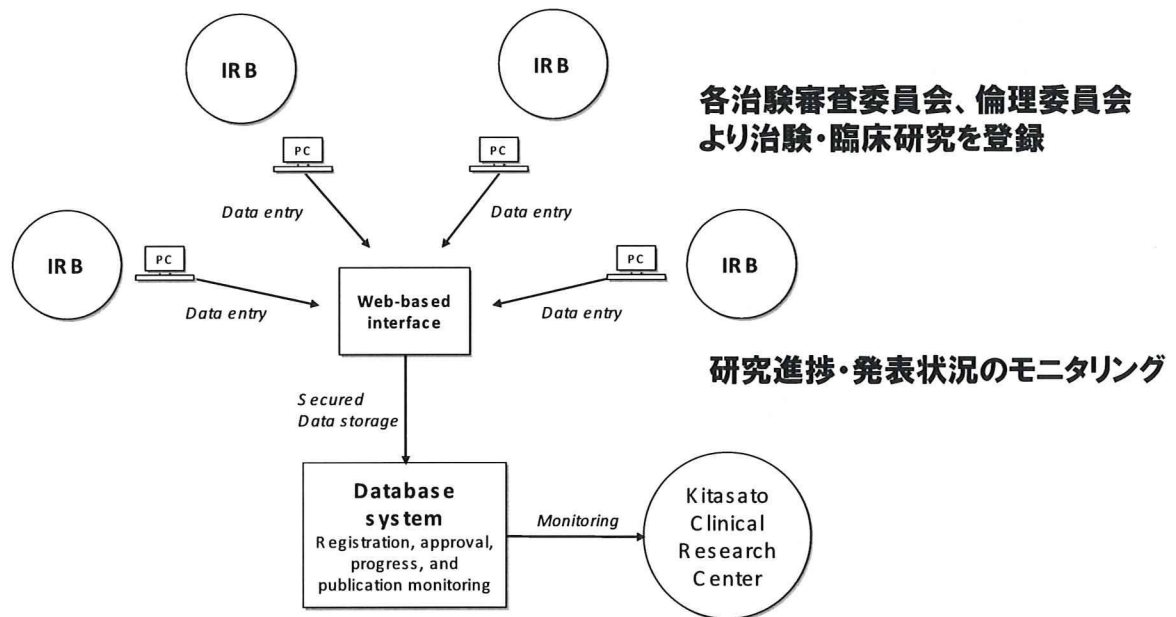 IRB
IRB
各治験審査委員会、倫理委員会
より治験・臨床研究を登録
PC
PC
Data entry
Data entry
IRB
PC
PC
IRB
Data entry
Web-based
interface
Data entry
研究進捗・発表状況のモニタリング
Secured
Data storage
Database
system
Registration, approval,
progress, and
publication monitoring
Monitoring
Kitasato
Clinical
Research
Center